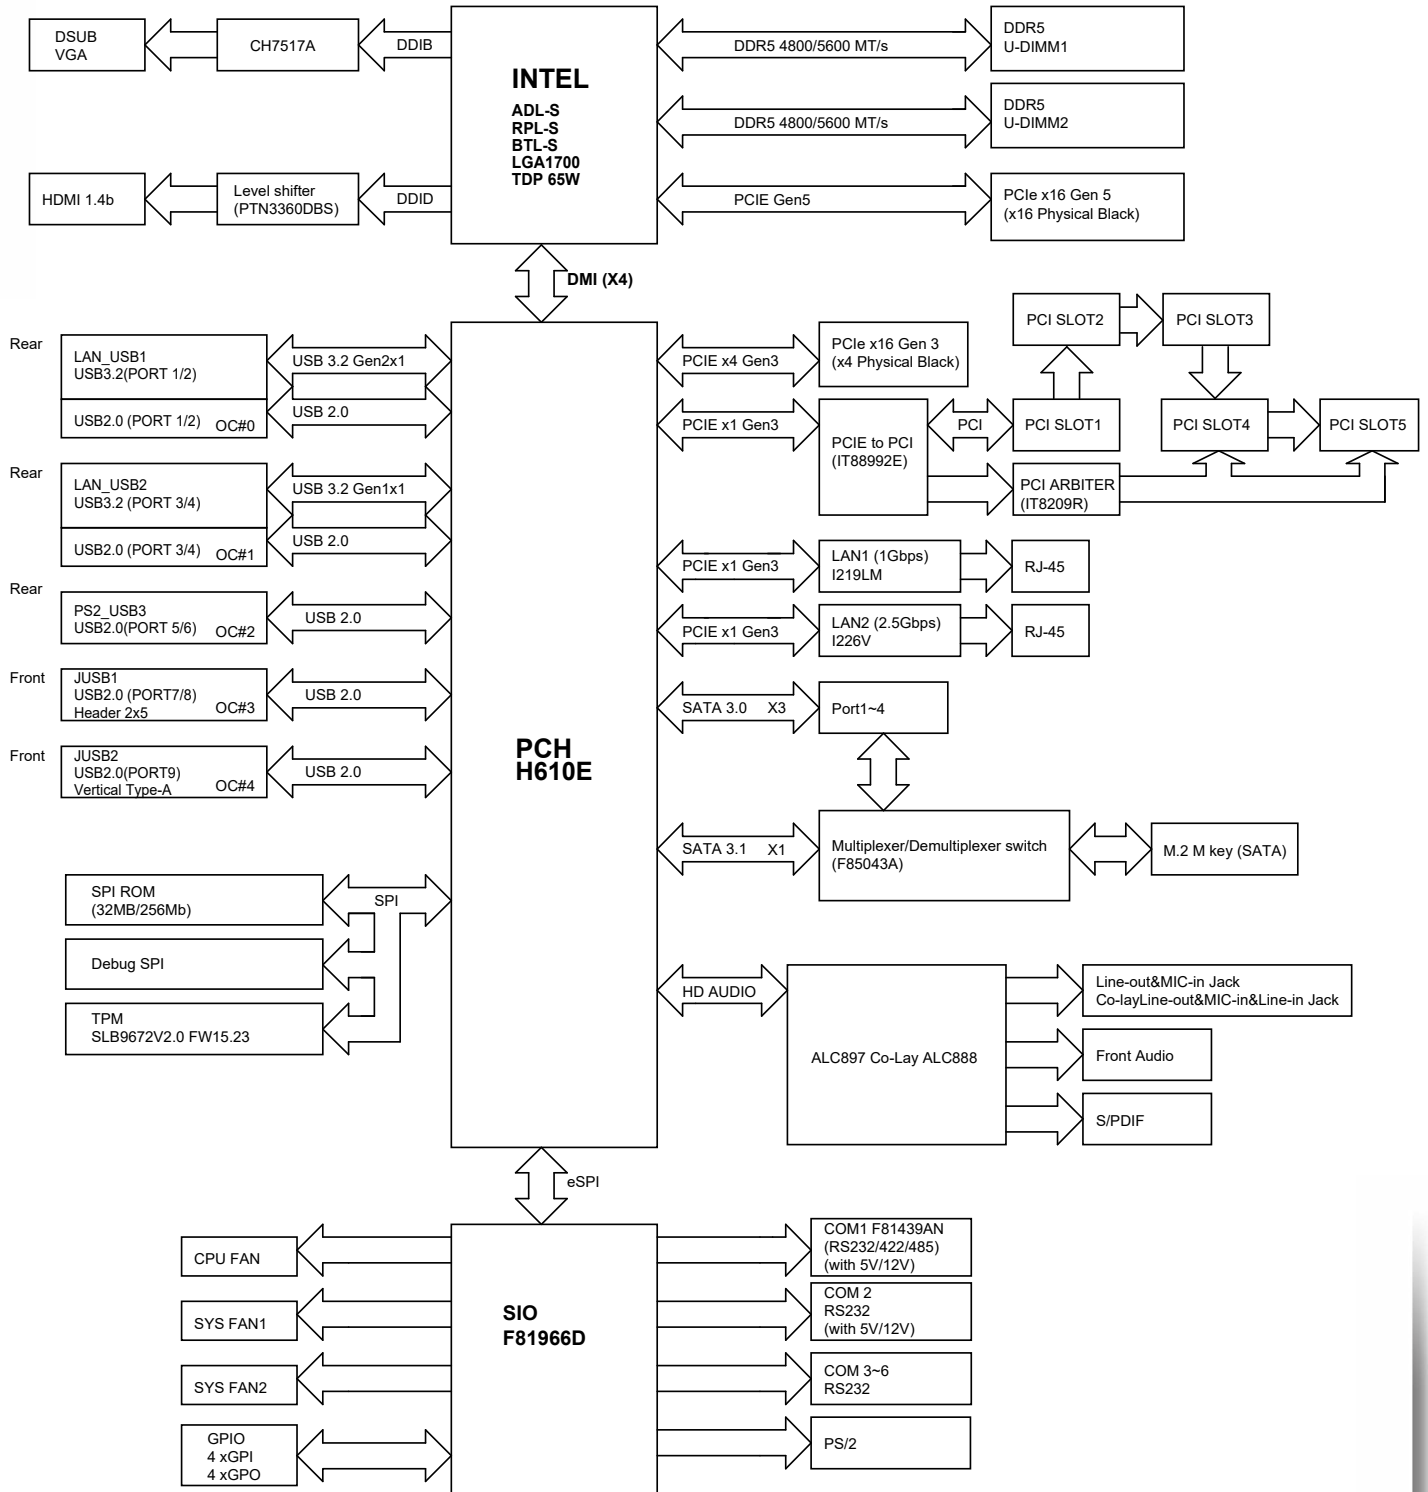 DSUB
VGA
CH7517A
DDIB
INTEL
ADL-S
RPL-S
BTL-S
LGA1700
TDP 65W
DDR5 4800/5600 MT/s
DDR5
U-DIMM1
DDR5 4800/5600 MT/s
DDR5
U-DIMM2
HDMI 1.4b
Level shifter
(PTN3360DBS)
DDID
PCIE Gen5
PCIe x16 Gen 5
(x16 Physical Black)
DMI (X4)
PCH
H610E
Rear
LAN_USB1
USB3.2(PORT 1/2)
USB 3.2 Gen2x1
USB2.0 (PORT 1/2) OC#0
USB 2.0
Rear
LAN_USB2
USB3.2 (PORT 3/4)
USB 3.2 Gen1x1
USB2.0 (PORT 3/4) OC#1
USB 2.0
Rear
PS2_USB3
USB2.0(PORT 5/6) OC#2
USB 2.0
Front
JUSB1
USB2.0 (PORT7/8)
Header 2x5 OC#3
USB 2.0
Front
JUSB2
USB2.0(PORT9)
Vertical Type-A OC#4
USB 2.0
SPI ROM
(32MB/256Mb)
SPI
Debug SPI
TPM
SLB9672V2.0 FW15.23
PCIE x4 Gen3
PCIe x16 Gen 3
(x4 Physical Black)
PCI SLOT2
PCI SLOT3
PCIE x1 Gen3
PCIE to PCI
(IT88992E)
PCI
PCI SLOT1
PCI SLOT4
PCI SLOT5
PCI ARBITER
(IT8209R)
PCIE x1 Gen3
LAN1 (1Gbps)
I219LM
RJ-45
PCIE x1 Gen3
LAN2 (2.5Gbps)
I226V
RJ-45
SATA 3.0 X3
Port1~4
SATA 3.1 X1
Multiplexer/Demultiplexer switch
(F85043A)
M.2 M key (SATA)
HD AUDIO
ALC897 Co-Lay ALC888
Line-out&MIC-in Jack
Co-layLine-out&MIC-in&Line-in Jack
Front Audio
S/PDIF
eSPI
SIO
F81966D
CPU FAN
SYS FAN1
SYS FAN2
GPIO
4 xGPI
4 xGPO
COM1 F81439AN
(RS232/422/485)
(with 5V/12V)
COM 2
RS232
(with 5V/12V)
COM 3~6
RS232
PS/2